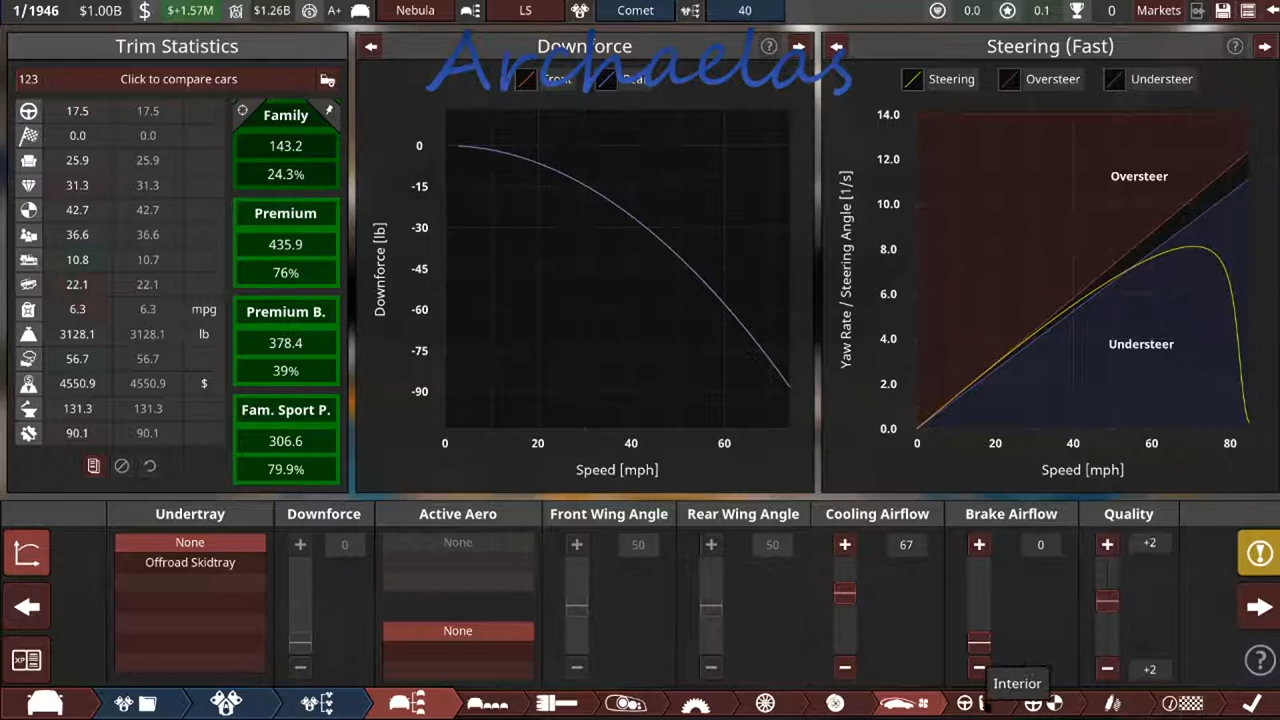 1/1946 $ $1.00B $+1.57M $1.26B A+ Nebula LS Comet 40 0.0 0.1 0 Markets
Trim Statistics
123 Click to compare cars
17.5 17.5
0.0 0.0
25.9 25.9
31.3 31.3
42.7 42.7
36.6 36.6
10.8 10.7
22.1 22.1
6.3 6.3 mpg
3128.1 3128.1 lb
56.7 56.7
4550.9 4550.9 $
131.3 131.3
90.1 90.1
Family
143.2
24.3%
Premium
435.9
76%
Premium B.
378.4
39%
Fam. Sport P.
306.6
79.9%
Downforce ?
Archaelas
Front Rear
0
-15
-30
-45
-60
-75
-90
Downforce [lb]
0 20 40 60
Speed [mph]
Steering (Fast) ?
Steering Oversteer Understeer
14.0
12.0
10.0
8.0
6.0
4.0
2.0
0.0
Yaw Rate / Steering Angle [1/s]
Oversteer
Understeer
0 20 40 60 80
Speed [mph]
Undertray
None
Offroad Skidtray
Downforce
+ 0
−
Active Aero
None
None
Front Wing Angle
+ 50
−
Rear Wing Angle
+ 50
−
Cooling Airflow
+ 67
−
Brake Airflow
+ 0
−
Quality
+ +2
− +2
XP
?
Interior